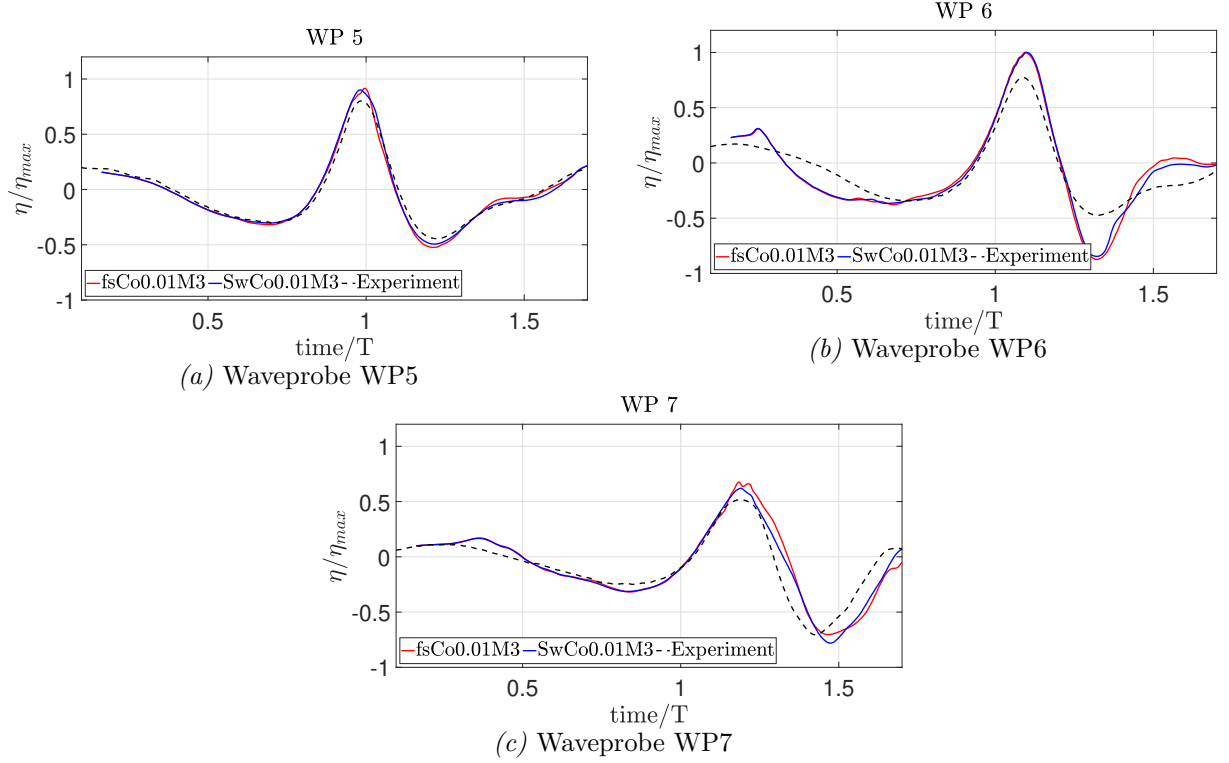 WP 5
1
0.5
0
-0.5
-1
η/ηmax
fsCo0.01M3 SwCo0.01M3 Experiment
0.5 1 1.5
time/T
(a) Waveprobe WP5
WP 6
1
0.5
0
-0.5
-1
η/ηmax
fsCo0.01M3 SwCo0.01M3 Experiment
0.5 1 1.5
time/T
(b) Waveprobe WP6
WP 7
1
0.5
0
-0.5
-1
η/ηmax
fsCo0.01M3 SwCo0.01M3 Experiment
0.5 1 1.5
time/T
(c) Waveprobe WP7